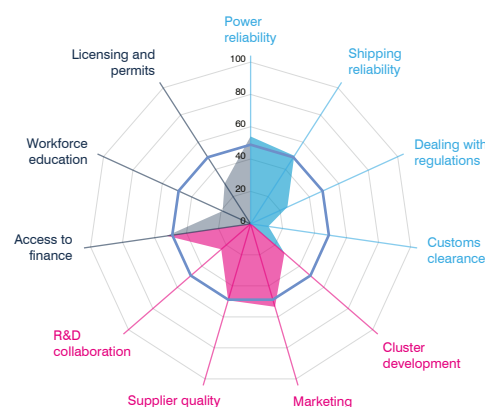 Power
reliability
Licensing and
permits
Shipping
reliability
100
80
60
40
20
0
Workforce
education
Dealing with
regulations
Access to
finance
Customs
clearance
R&D
collaboration
Cluster
development
Supplier quality
Marketing